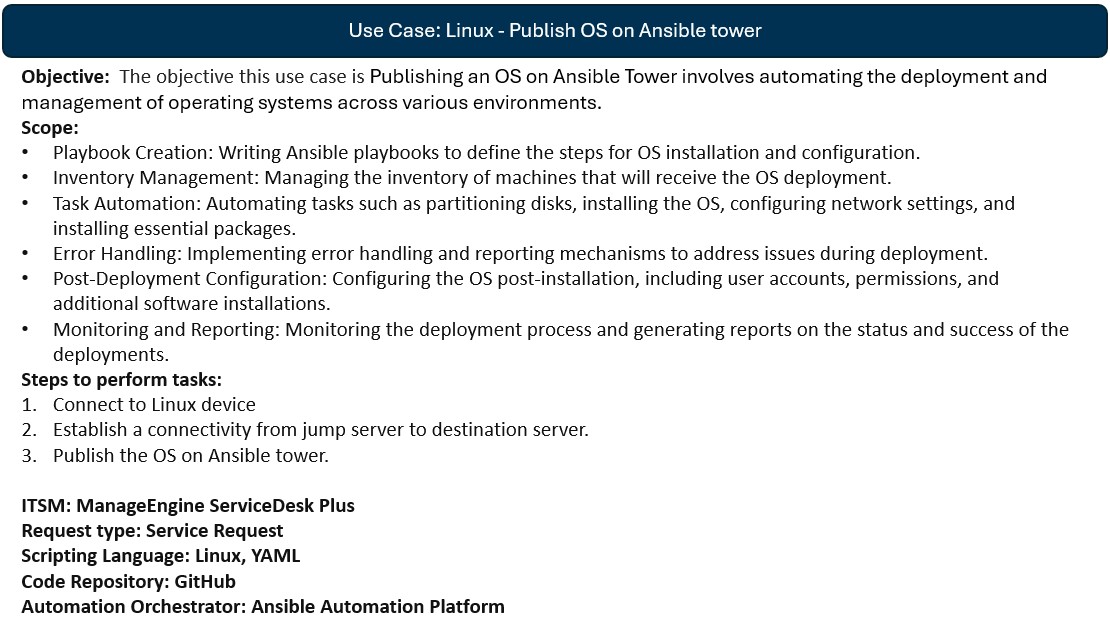 Use Case: Linux - Publish OS on Ansible tower
Objective: The objective this use case is Publishing an OS on Ansible Tower involves automating the deployment and
management of operating systems across various environments.
Scope:
• Playbook Creation: Writing Ansible playbooks to define the steps for OS installation and configuration.
• Inventory Management: Managing the inventory of machines that will receive the OS deployment.
• Task Automation: Automating tasks such as partitioning disks, installing the OS, configuring network settings, and
installing essential packages.
• Error Handling: Implementing error handling and reporting mechanisms to address issues during deployment.
• Post-Deployment Configuration: Configuring the OS post-installation, including user accounts, permissions, and
additional software installations.
• Monitoring and Reporting: Monitoring the deployment process and generating reports on the status and success of the
deployments.
Steps to perform tasks:
1. Connect to Linux device
2. Establish a connectivity from jump server to destination server.
3. Publish the OS on Ansible tower.
ITSM: ManageEngine ServiceDesk Plus
Request type: Service Request
Scripting Language: Linux, YAML
Code Repository: GitHub
Automation Orchestrator: Ansible Automation Platform